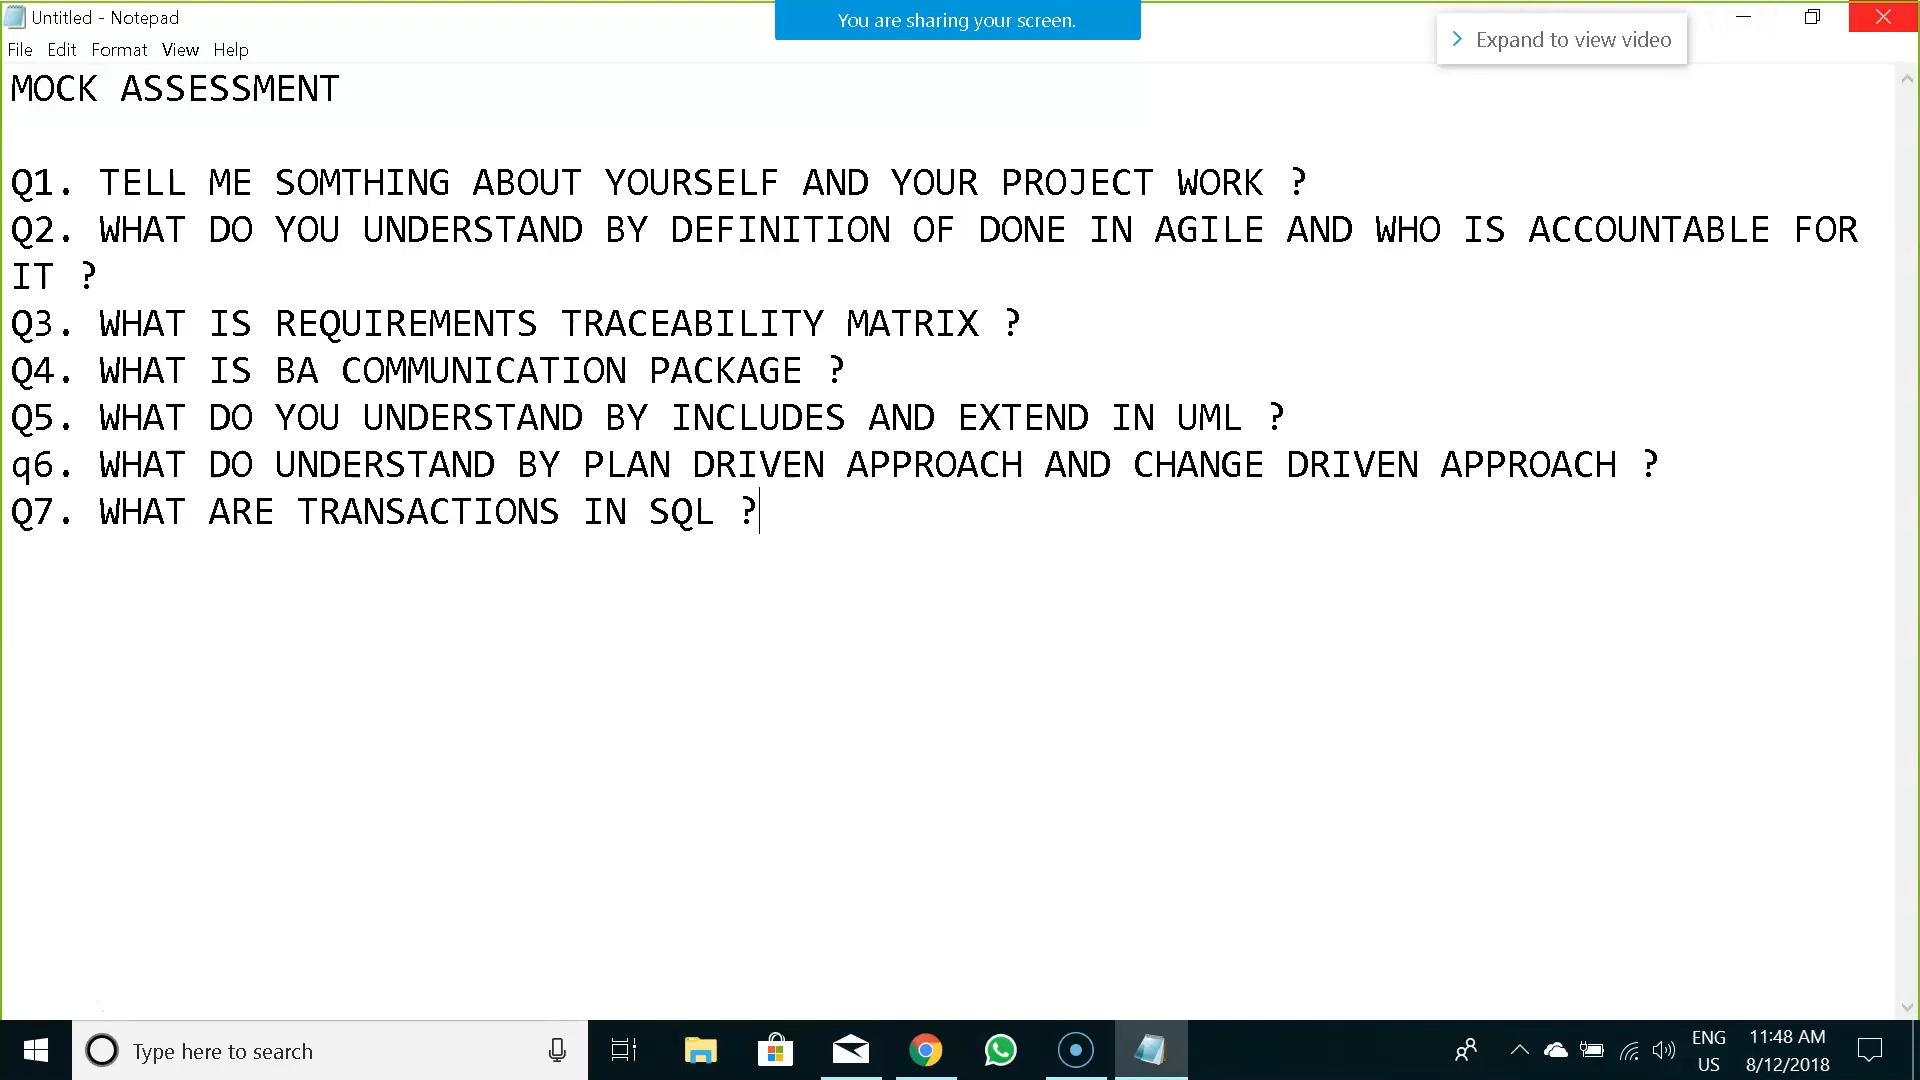 Untitled - Notepad
You are sharing your screen.
Expand to view video
File Edit Format View Help
MOCK ASSESSMENT
Q1. TELL ME SOMTHING ABOUT YOURSELF AND YOUR PROJECT WORK ?
Q2. WHAT DO YOU UNDERSTAND BY DEFINITION OF DONE IN AGILE AND WHO IS ACCOUNTABLE FOR
IT ?
Q3. WHAT IS REQUIREMENTS TRACEABILITY MATRIX ?
Q4. WHAT IS BA COMMUNICATION PACKAGE ?
Q5. WHAT DO YOU UNDERSTAND BY INCLUDES AND EXTEND IN UML ?
q6. WHAT DO UNDERSTAND BY PLAN DRIVEN APPROACH AND CHANGE DRIVEN APPROACH ?
Q7. WHAT ARE TRANSACTIONS IN SQL ?
Type here to search
ENG
US
11:48 AM
8/12/2018